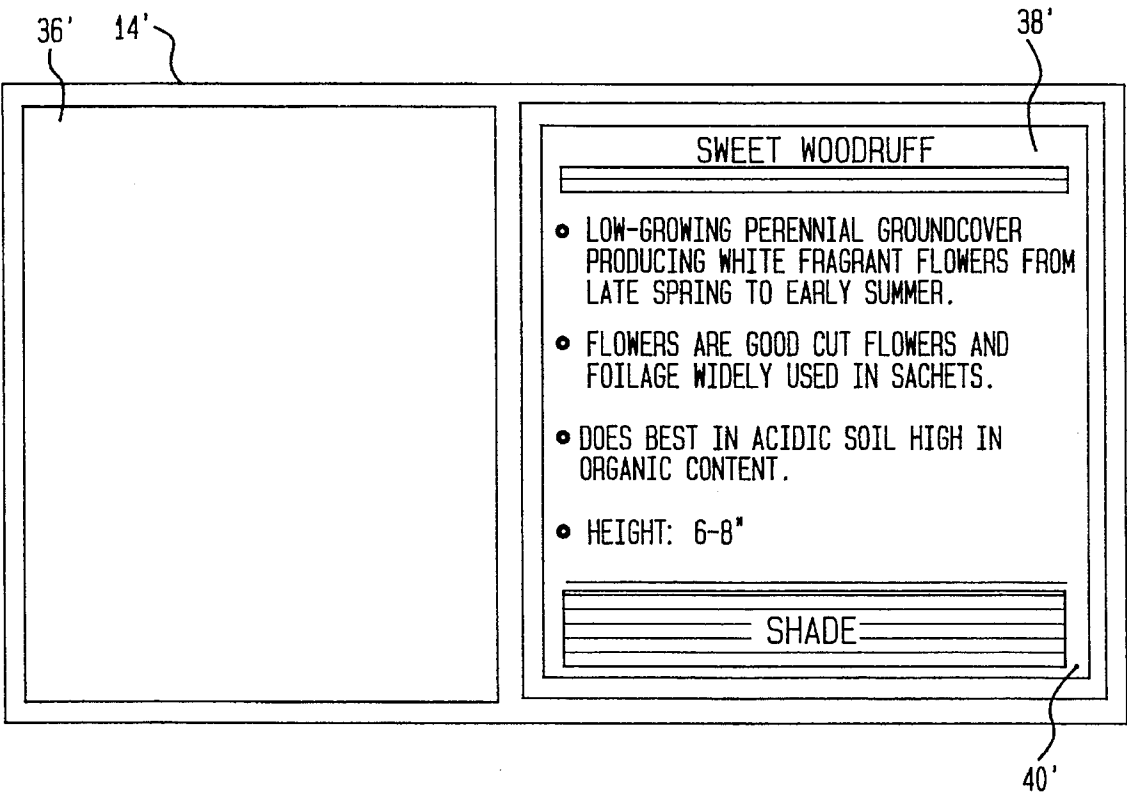 36' 14' 38'
SWEET WOODRUFF
LOW-GROWING PERENNIAL GROUNDCOVER
PRODUCING WHITE FRAGRANT FLOWERS FROM
LATE SPRING TO EARLY SUMMER.
FLOWERS ARE GOOD CUT FLOWERS AND
FOILAGE WIDELY USED IN SACHETS.
DOES BEST IN ACIDIC SOIL HIGH IN
ORGANIC CONTENT.
HEIGHT: 6-8"
SHADE
40'